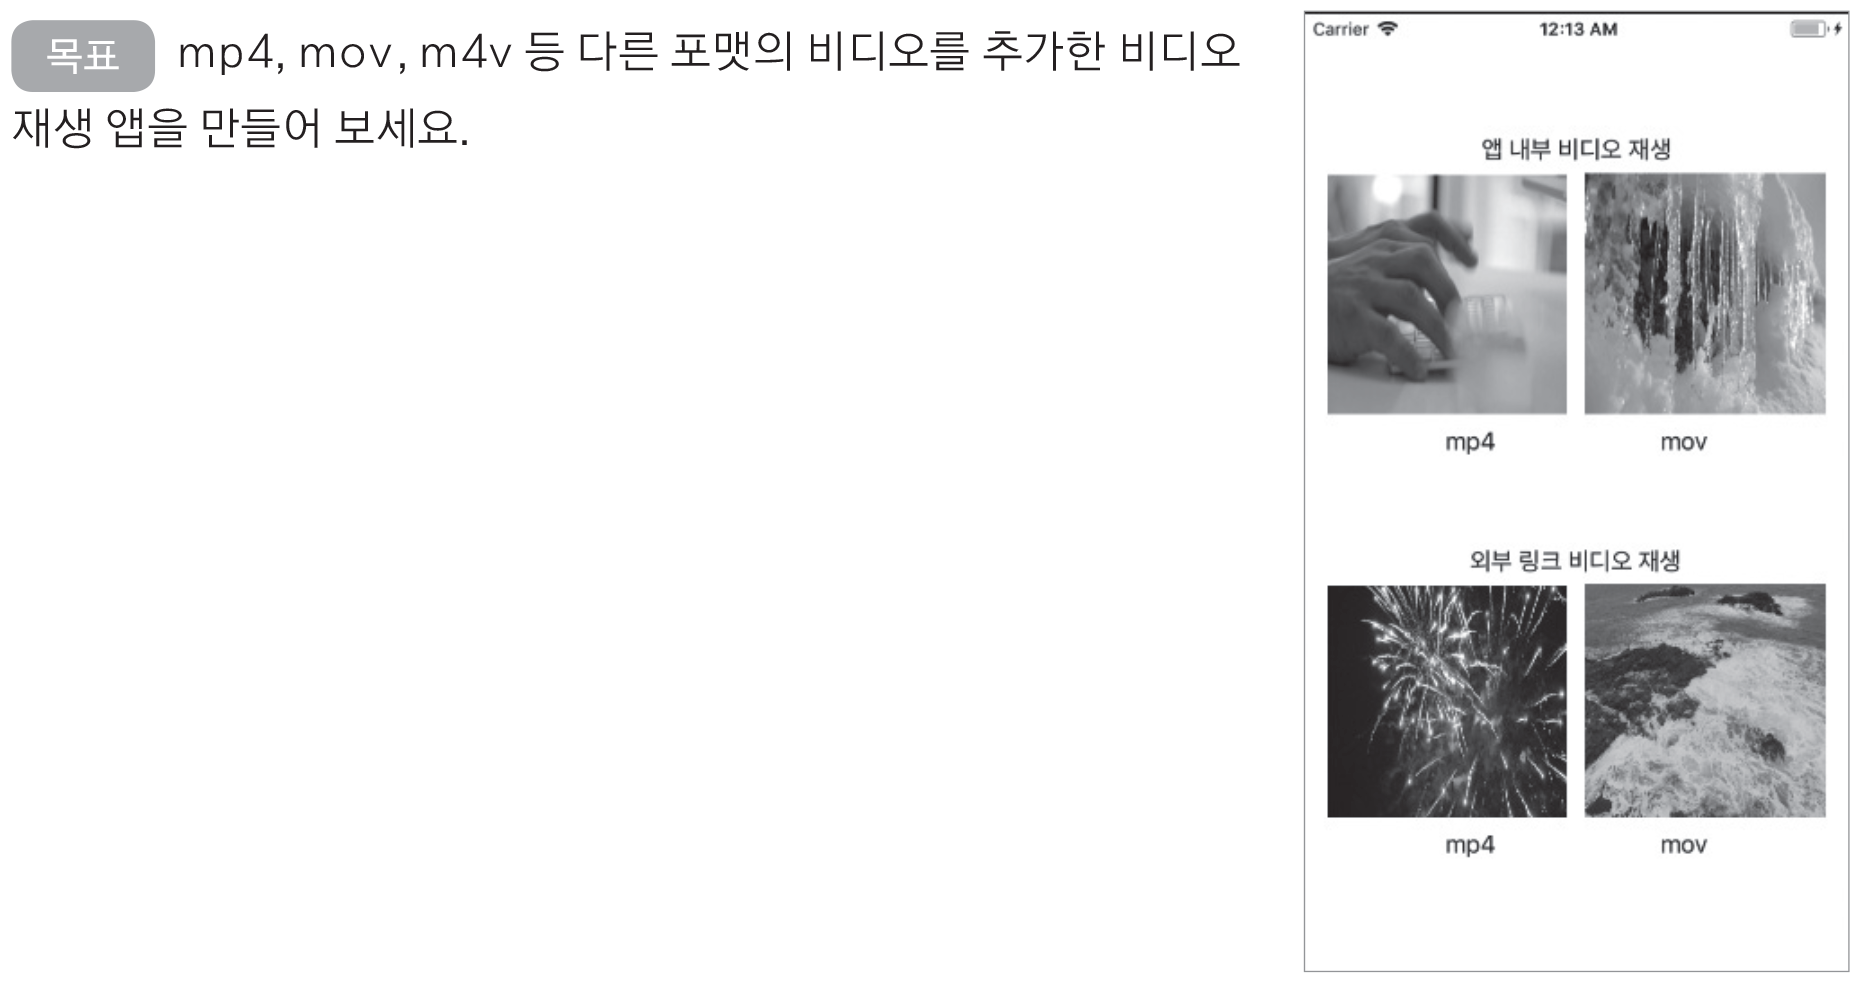 목표 mp4, mov, m4v 등 다른 포맷의 비디오를 추가한 비디오
재생 앱을 만들어 보세요.
Carrier 12:13 AM
앱 내부 비디오 재생
mp4 mov
외부 링크 비디오 재생
mp4 mov